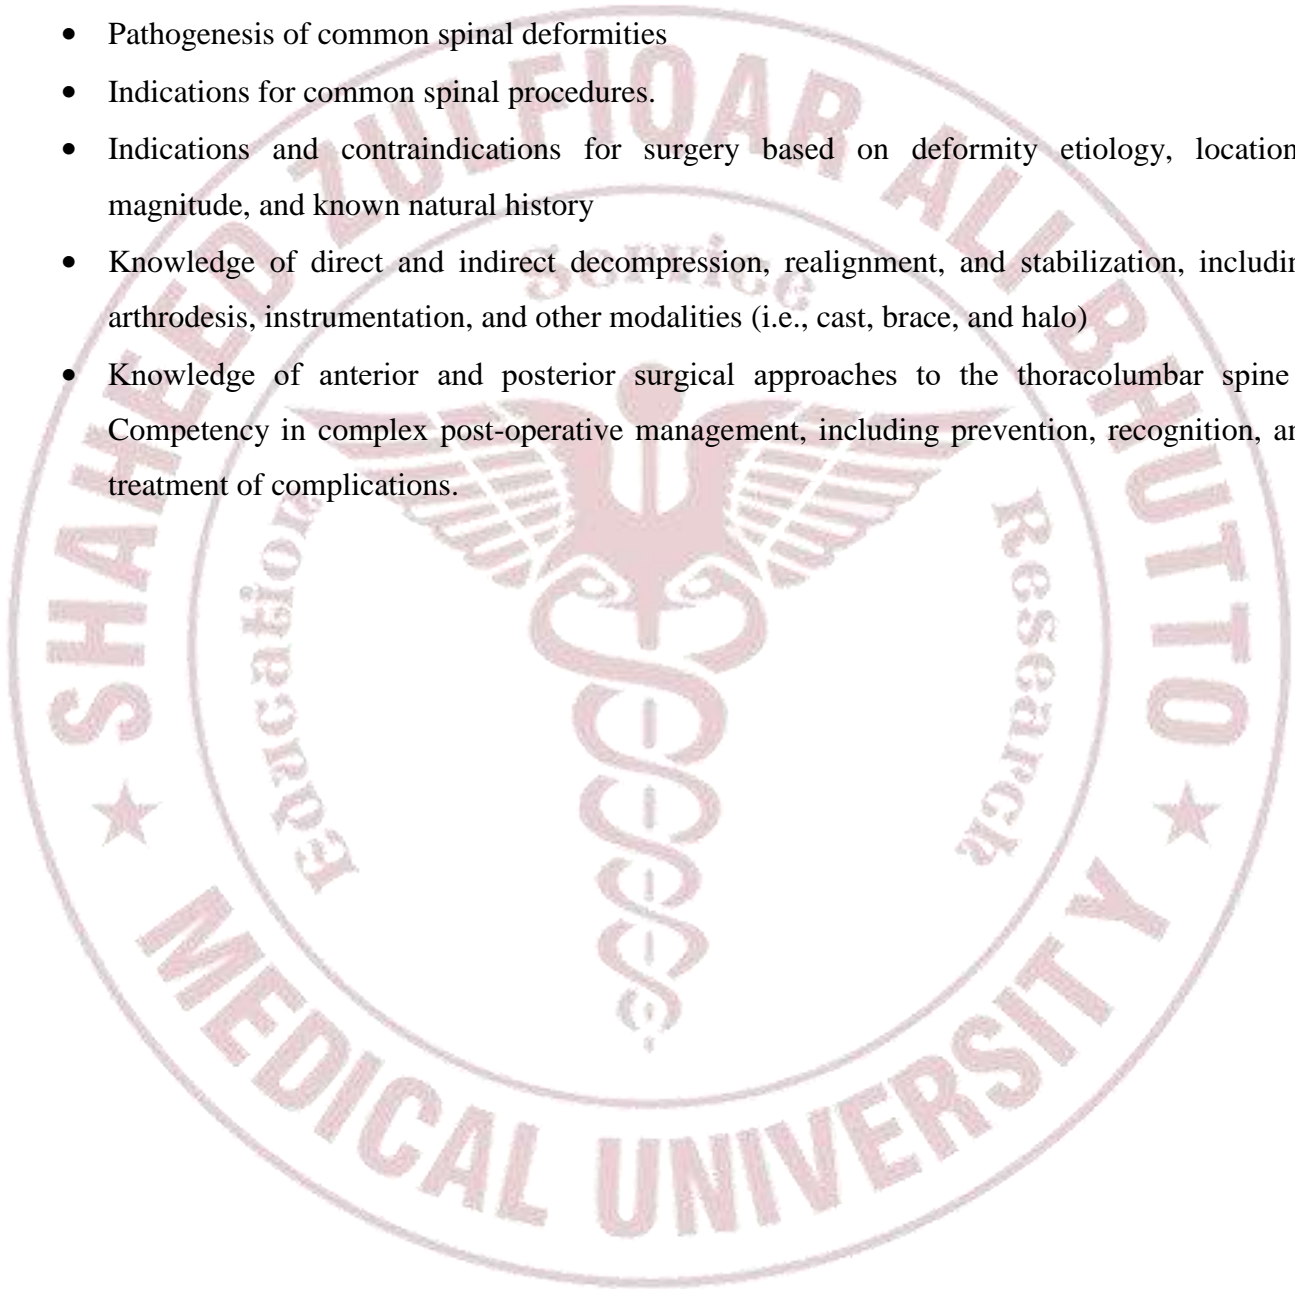 • Pathogenesis of common spinal deformities
• Indications for common spinal procedures.
• Indications and contraindications for surgery based on deformity etiology, location
magnitude, and known natural history
• Knowledge of direct and indirect decompression, realignment, and stabilization, includin
arthrodesis, instrumentation, and other modalities (i.e., cast, brace, and halo)
• Knowledge of anterior and posterior surgical approaches to the thoracolumbar spine
Competency in complex post-operative management, including prevention, recognition, an
treatment of complications.
SHAHEED ZULFIQAR ALI BHUTTO
MEDICAL UNIVERSITY
Service
Education
Research